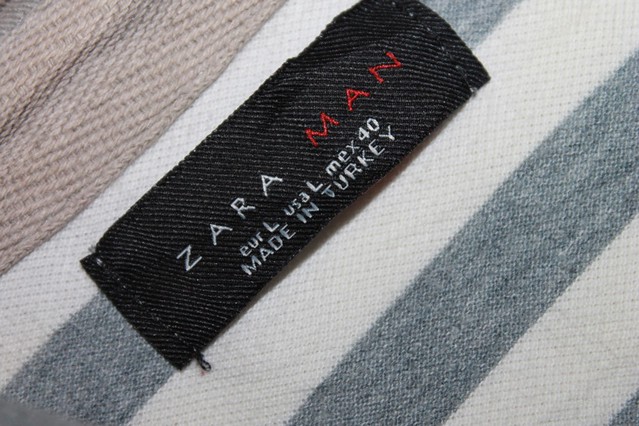 ZARA MAN
eur L usa L mex 40
MADE IN TURKEY